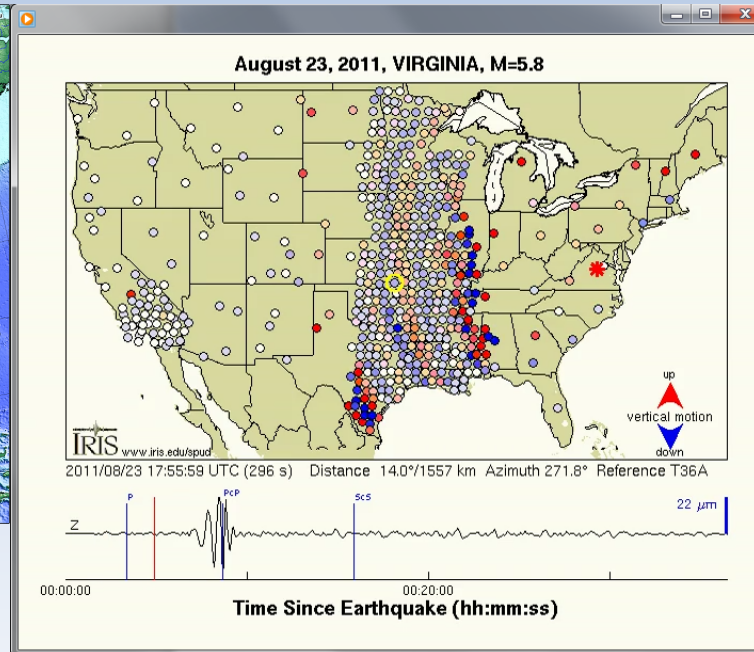 August 23, 2011, VIRGINIA, M=5.8
up
vertical motion
down
IRIS www.iris.edu/spud
2011/08/23 17:55:59 UTC (296 s) Distance 14.0°/1557 km Azimuth 271.8° Reference T36A
P
PcP
ScS
22 μm
Z
00:00:00
00:20:00
Time Since Earthquake (hh:mm:ss)